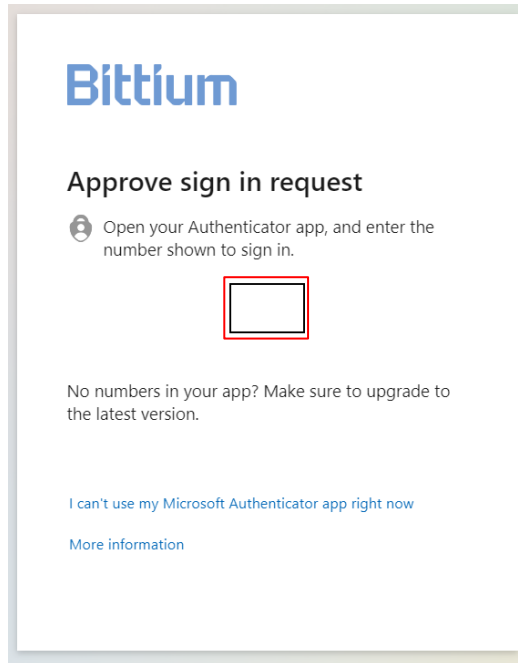 Bittium
Approve sign in request
Open your Authenticator app, and enter the
number shown to sign in.
No numbers in your app? Make sure to upgrade to
the latest version.
I can't use my Microsoft Authenticator app right now
More information